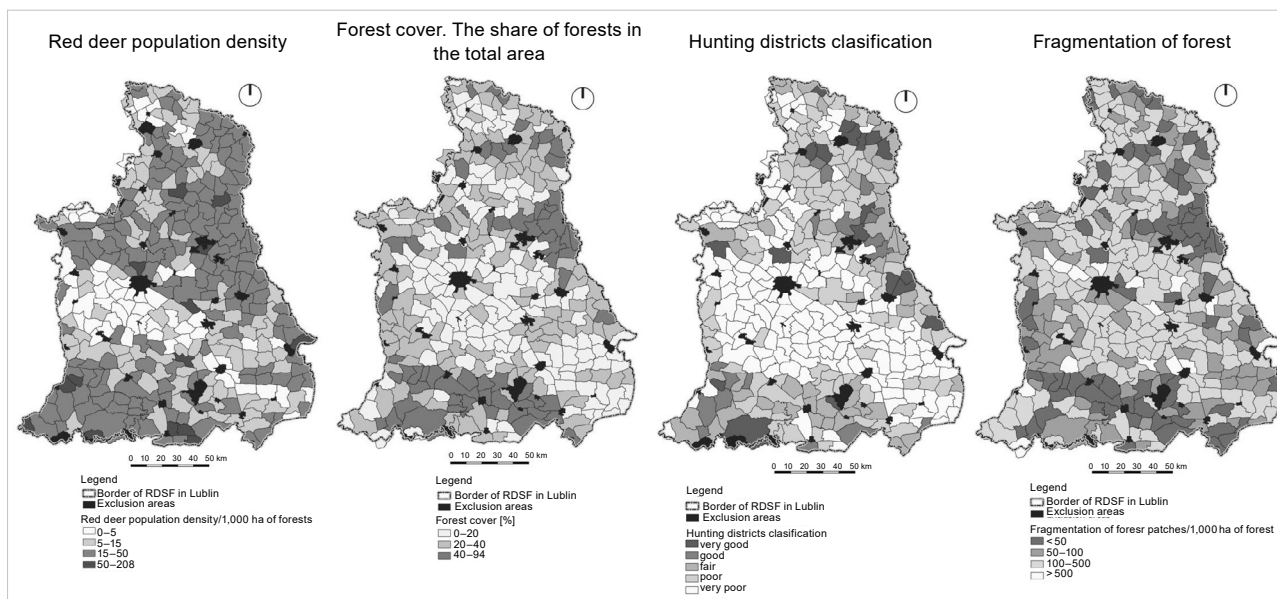 Red deer population density
0 10 20 30 40 50 km
Legend
Border of RDSF in Lublin
Exclusion areas
Red deer population density/1,000 ha of forests
0–5
5–15
15–50
50–208
Forest cover. The share of forests in
the total area
0 10 20 30 40 50 km
Legend
Border of RDSF in Lublin
Exclusion areas
Forest cover [%]
0–20
20–40
40–94
Hunting districts clasification
0 10 20 30 40 50 km
Legend
Border of RDSF in Lublin
Exclusion areas
Hunting districts clasification
very good
good
fair
poor
very poor
Fragmentation of forest
0 10 20 30 40 50 km
Legend
Border of RDSF in Lublin
Exclusion areas
Fragmentation of foresr patches/1,000 ha of forest
<50
50–100
100–500
>500